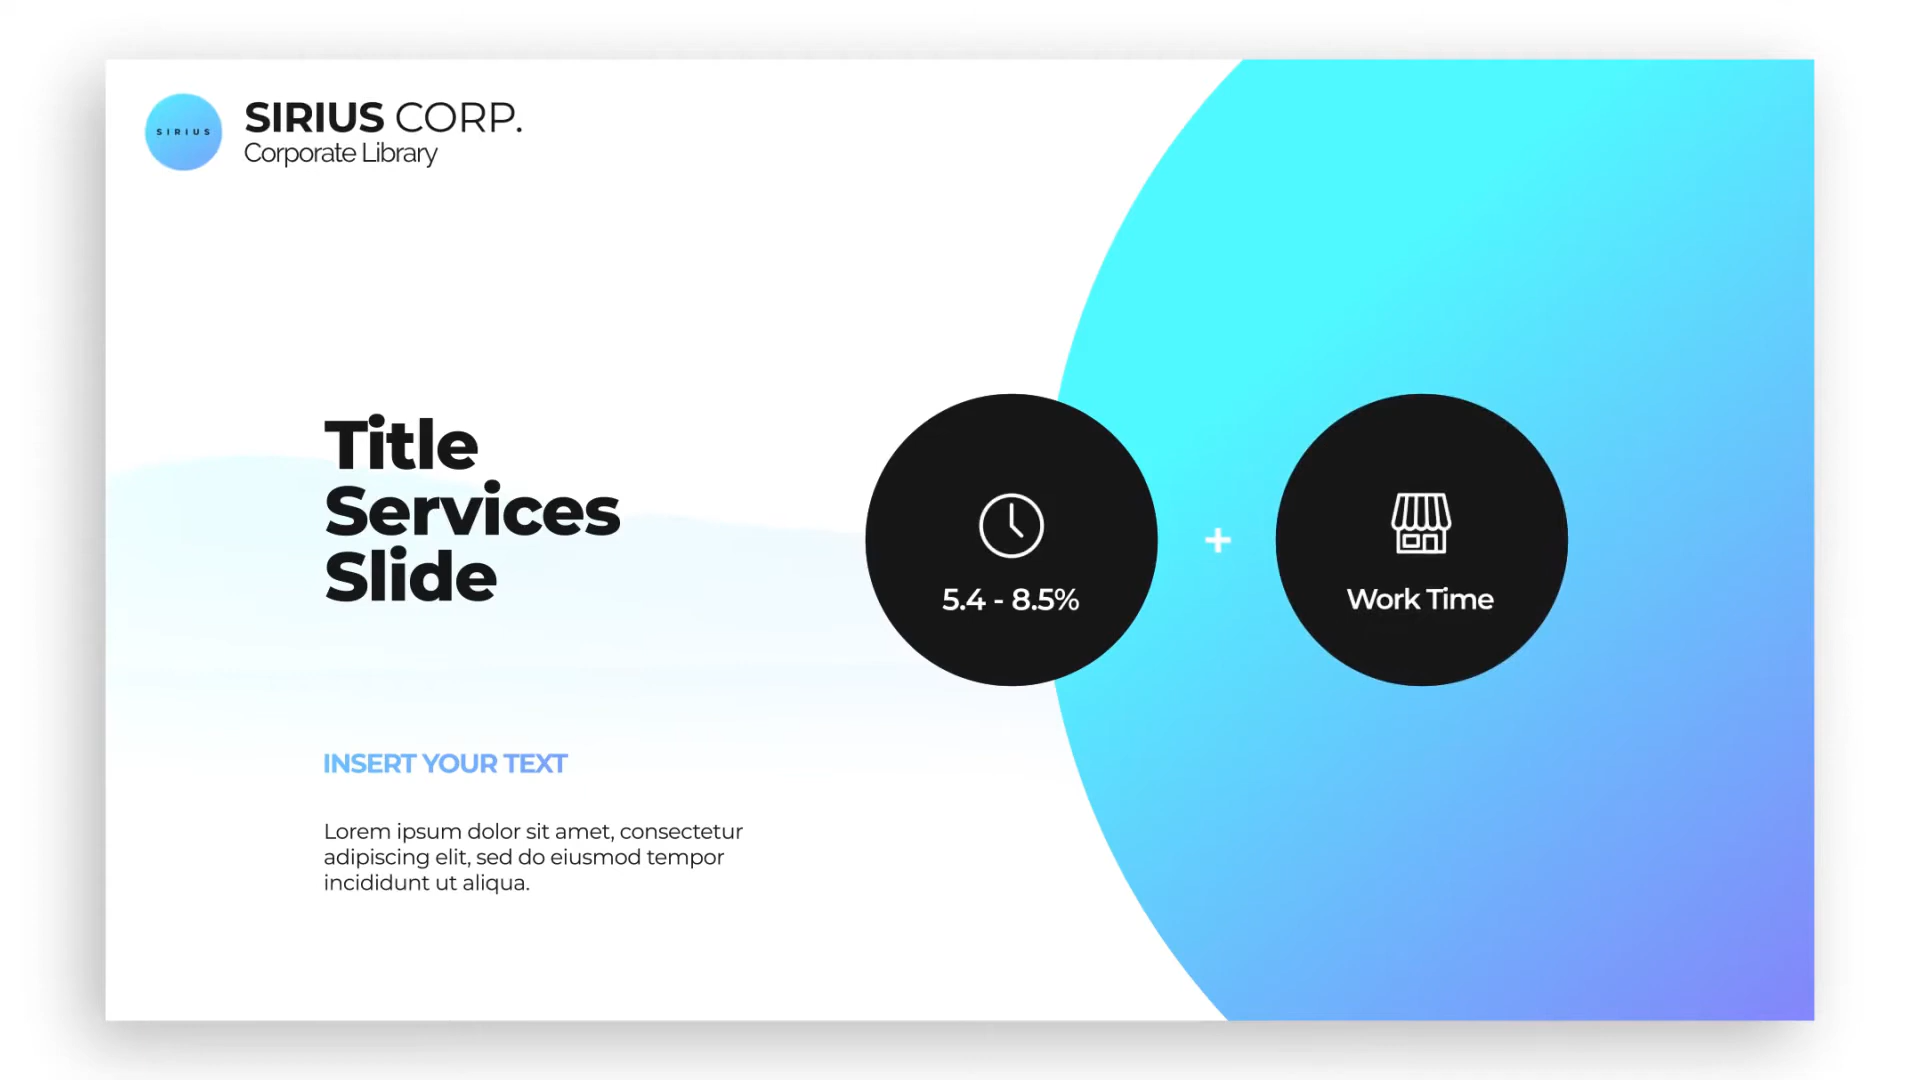 SIRIUS
SIRIUS CORP.
Corporate Library
Title
Services
Slide
5.4 - 8.5%
+
Work Time
INSERT YOUR TEXT
Lorem ipsum dolor sit amet, consectetur
adipiscing elit, sed do eiusmod tempor
incididunt ut aliqua.